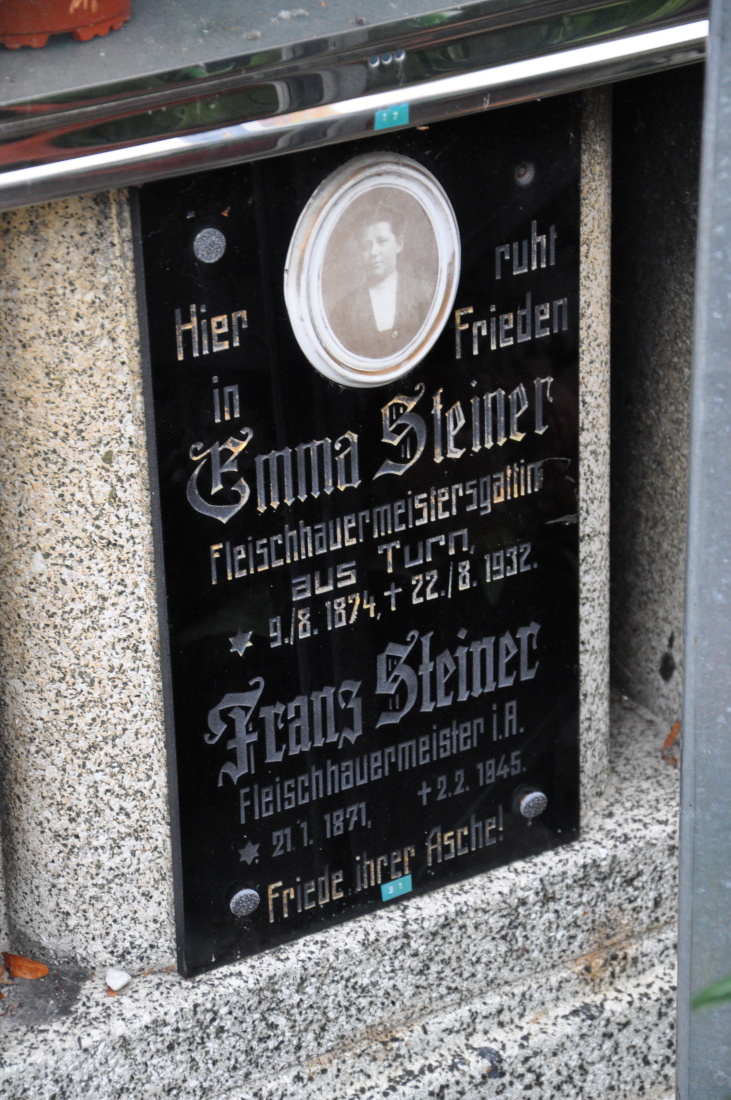 Hier ruht
in Frieden
Emma Steiner
Fleischhauermeistersgattin
aus Turn,
* 9./8. 1874, + 22./8. 1932.
Frans Steiner
Fleischhauermeister i.A.
* 21.1. 1871, + 2.2. 1945.
Friede ihrer Asche!